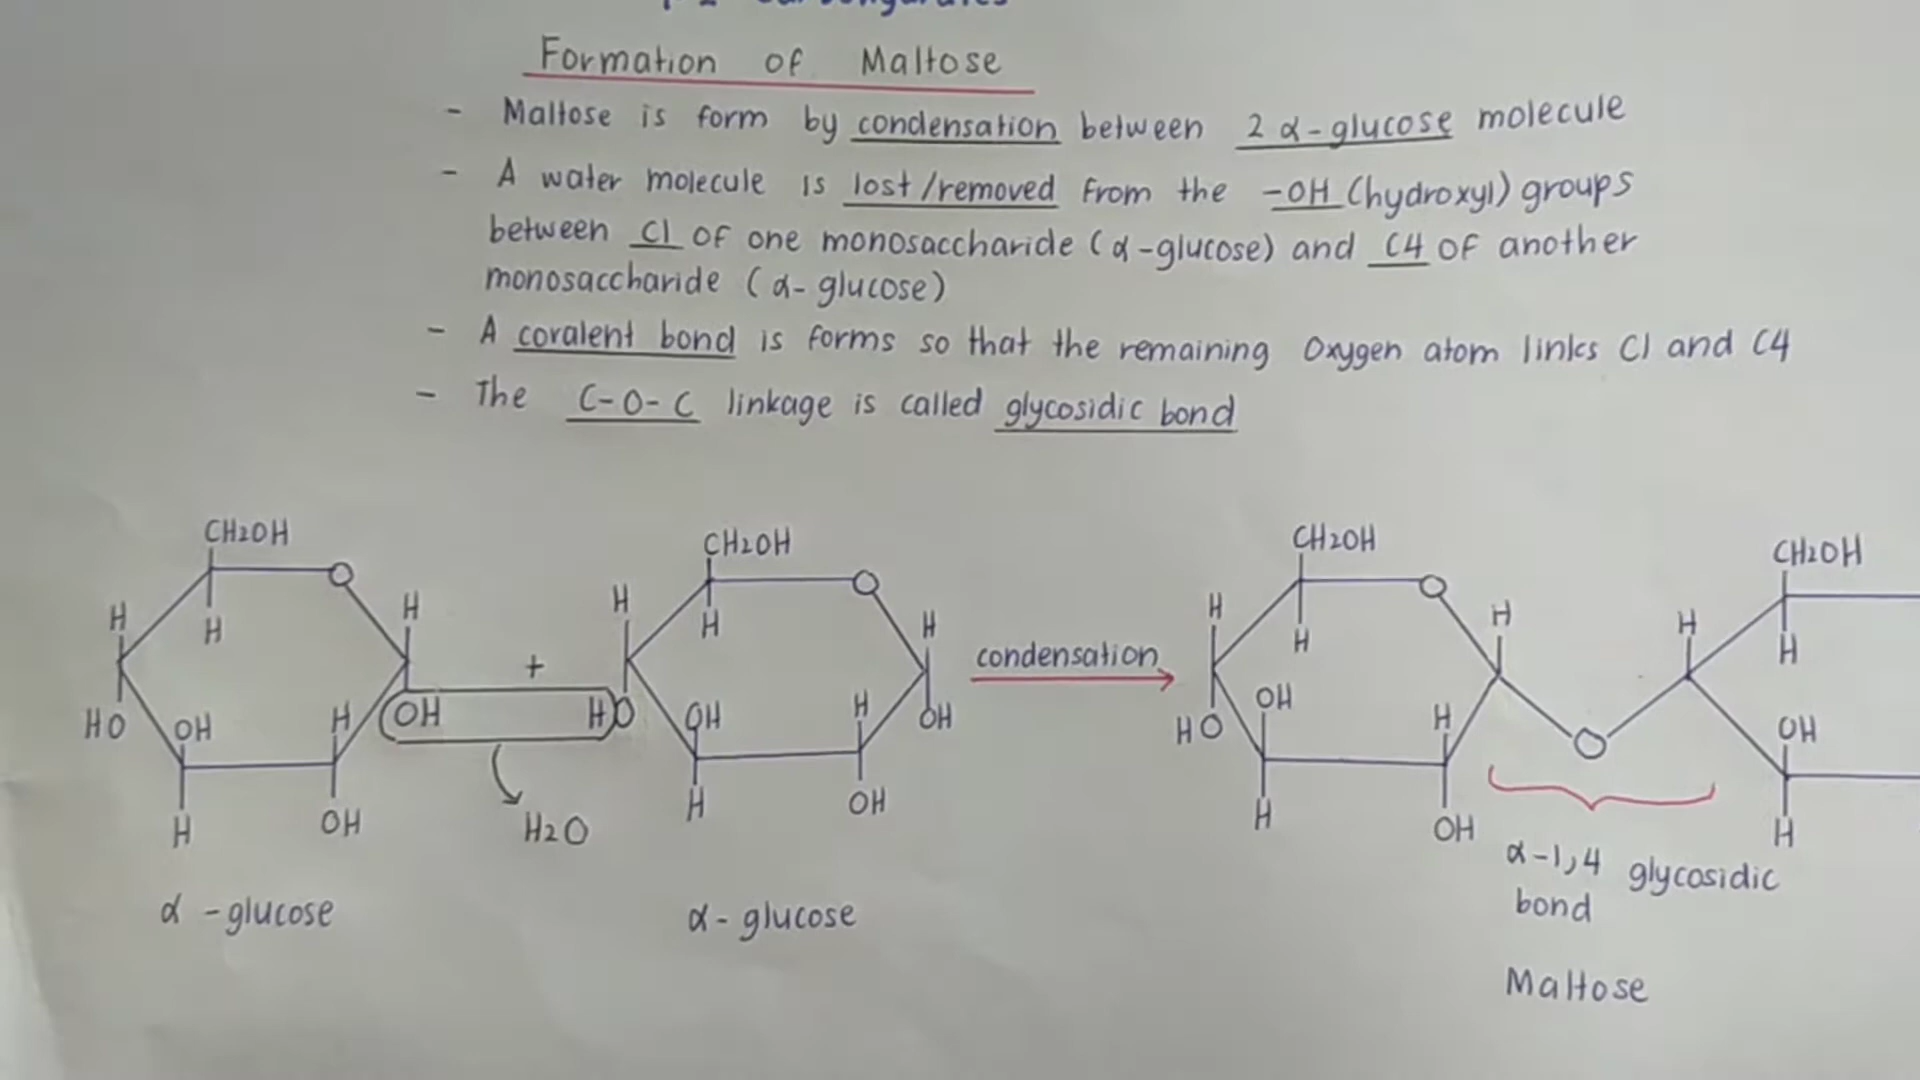 Formation of Maltose
- Maltose is form by condensation between 2 α-glucose molecule
- A water molecule is lost/removed from the -OH (hydroxyl) groups
between C1 of one monosaccharide (α-glucose) and C4 of another
monosaccharide (α-glucose)
- A covalent bond is forms so that the remaining Oxygen atom links C1 and C4
- The C-O-C linkage is called glycosidic bond
CH2OH CH2OH CH2OH CH2OH
O O O
H H H H H H H
H H H H
+ condensation
HO OH H OH HO OH H OH HO OH H O OH
H OH H2O H OH H OH H
α-1,4 glycosidic
bond
α-glucose α-glucose
Maltose